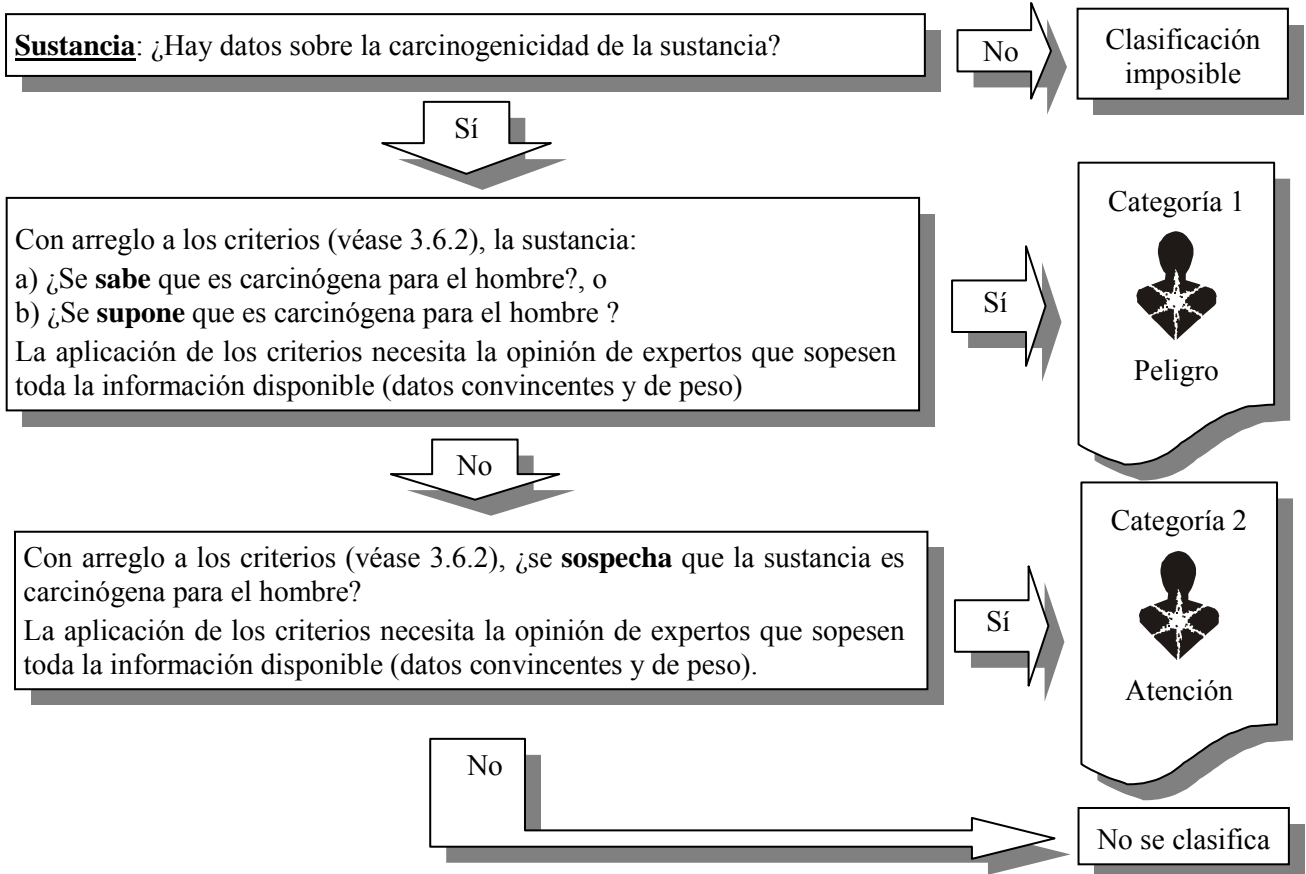 Sustancia: ¿Hay datos sobre la carcinogenicidad de la sustancia?
No
Clasificación
imposible
Sí
Con arreglo a los criterios (véase 3.6.2), la sustancia:
a) ¿Se sabe que es carcinógena para el hombre?, o
b) ¿Se supone que es carcinógena para el hombre ?
La aplicación de los criterios necesita la opinión de expertos que sopesen
toda la información disponible (datos convincentes y de peso)
Sí
Categoría 1
Peligro
No
Con arreglo a los criterios (véase 3.6.2), ¿se sospecha que la sustancia es
carcinógena para el hombre?
La aplicación de los criterios necesita la opinión de expertos que sopesen
toda la información disponible (datos convincentes y de peso).
Sí
Categoría 2
Atención
No
No se clasifica